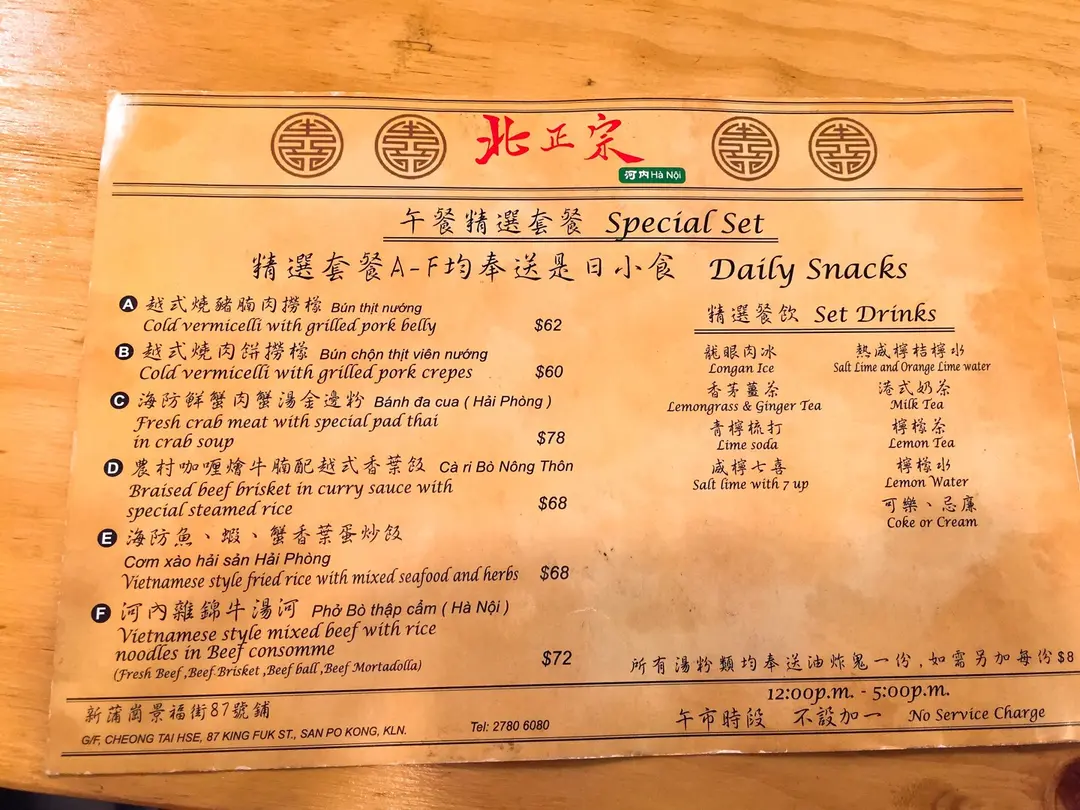 北正宗
河內 Hà Nội
午餐精選套餐 Special Set
精選套餐A-F均奉送是日小食 Daily Snacks
A 越式燒豬腩肉撈檬 Bún thịt nướng
Cold vermicelli with grilled pork belly $62
B 越式燒肉餅撈檬 Bún chộn thịt viên nướng
Cold vermicelli with grilled pork crepes $60
C 海防鮮蟹肉蟹湯金邊粉 Bánh đa cua ( Hải Phòng )
Fresh crab meat with special pad thai
in crab soup $78
D 農村咖喱燴牛腩配越式香葉飯 Cà ri Bò Nông Thôn
Braised beef brisket in curry sauce with
special steamed rice $68
E 海防魚、蝦、蟹香葉蛋炒飯
Cơm xào hải sản Hải Phòng
Vietnamese style fried rice with mixed seafood and herbs $68
F 河內雜錦牛湯河 Phở Bò thập cẩm ( Hà Nội )
Vietnamese style mixed beef with rice
noodles in Beef consomme
(Fresh Beef ,Beef Brisket ,Beef ball ,Beef Mortadolla) $72
精選餐飲 Set Drinks
龍眼肉冰
Longan Ice
香茅薑茶
Lemongrass & Ginger Tea
青檸梳打
Lime soda
咸檸七喜
Salt lime with 7 up
熱咸檸桔檸水
Salt Lime and Orange Lime water
港式奶茶
Milk Tea
檸檬茶
Lemon Tea
檸檬水
Lemon Water
可樂、忌廉
Coke or Cream
所有湯粉類均奉送油炸鬼一份,如需另加每份$8
12:00p.m. - 5:00p.m.
午市時段 不設加一 No Service Charge
新蒲崗景福街87號舖
G/F, CHEONG TAI HSE, 87 KING FUK ST., SAN PO KONG, KLN. Tel: 2780 6080